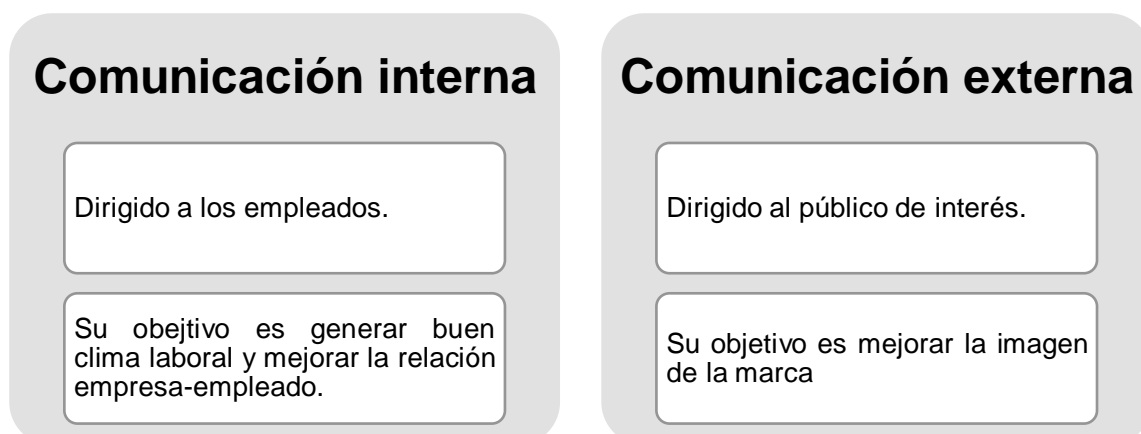 Comunicación interna
Dirigido a los empleados.
Su obejtivo es generar buen
clima laboral y mejorar la relación
empresa-empleado.
Comunicación externa
Dirigido al público de interés.
Su objetivo es mejorar la imagen
de la marca